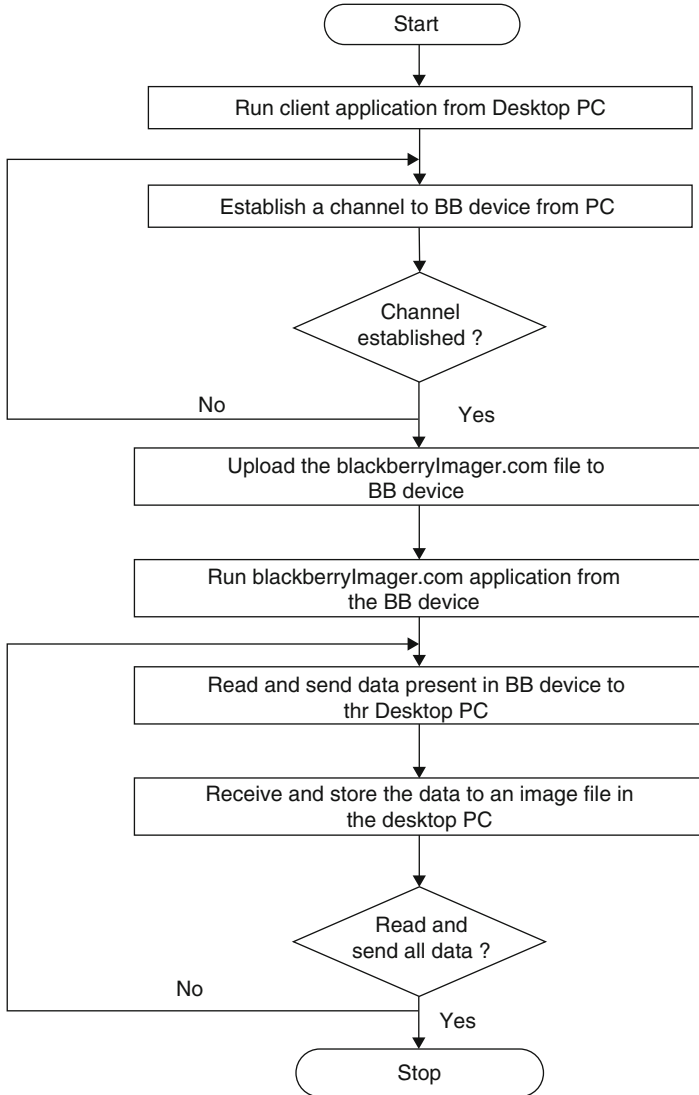 Start
Run client application from Desktop PC
Establish a channel to BB device from PC
Channel
established ?
No
Yes
Upload the blackberryImager.com file to
BB device
Run blackberryImager.com application from
the BB device
Read and send data present in BB device to
thr Desktop PC
Receive and store the data to an image file in
the desktop PC
Read and
send all data ?
No
Yes
Stop